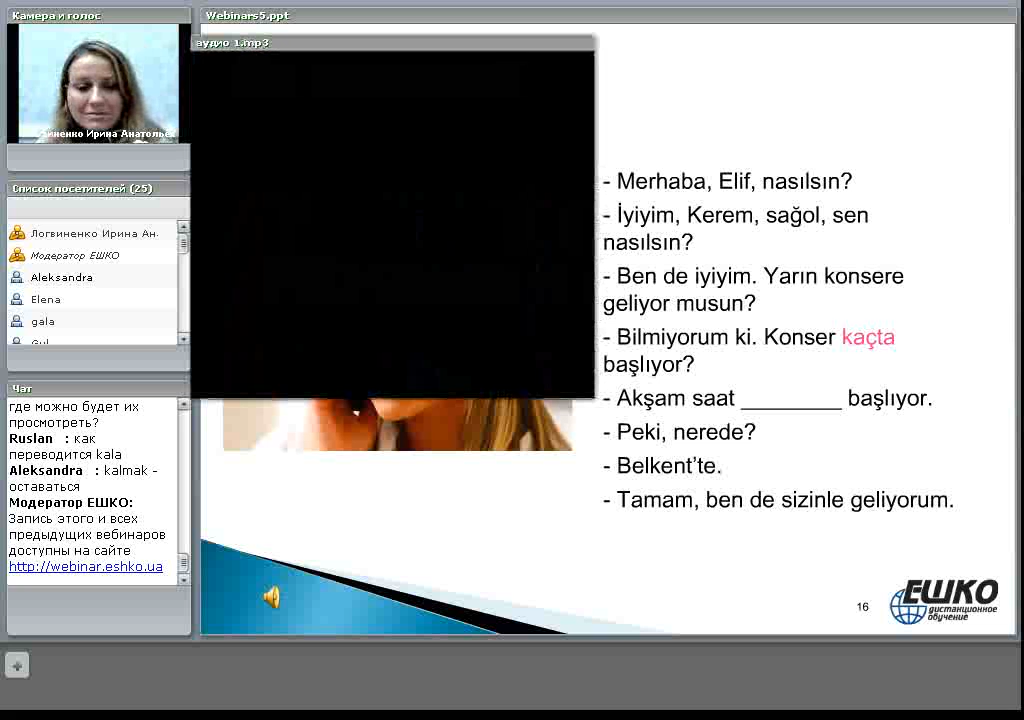 Камера и голос
Логвиненко Ирина Анатольев
Список посетителей (25)
Логвиненко Ирина Ан.
Модератор ЕШКО
Aleksandra
Elena
gala
Gul
Чат
где можно будет их
просмотреть?
Ruslan : как
переводится kala
Aleksandra : kalmak -
оставаться
Модератор ЕШКО:
Запись этого и всех
предыдущих вебинаров
доступны на сайте
http://webinar.eshko.ua
Webinars5.ppt
аудио 1.mp3
- Merhaba, Elif, nasılsın?
- İyiyim, Kerem, sağol, sen
nasılsın?
- Ben de iyiyim. Yarın konsere
geliyor musun?
- Bilmiyorum ki. Konser kaçta
başlıyor?
- Akşam saat _________ başlıyor.
- Peki, nerede?
- Belkent’te.
- Tamam, ben de sizinle geliyorum.
16
ЕШКО
дистанционное
обучение